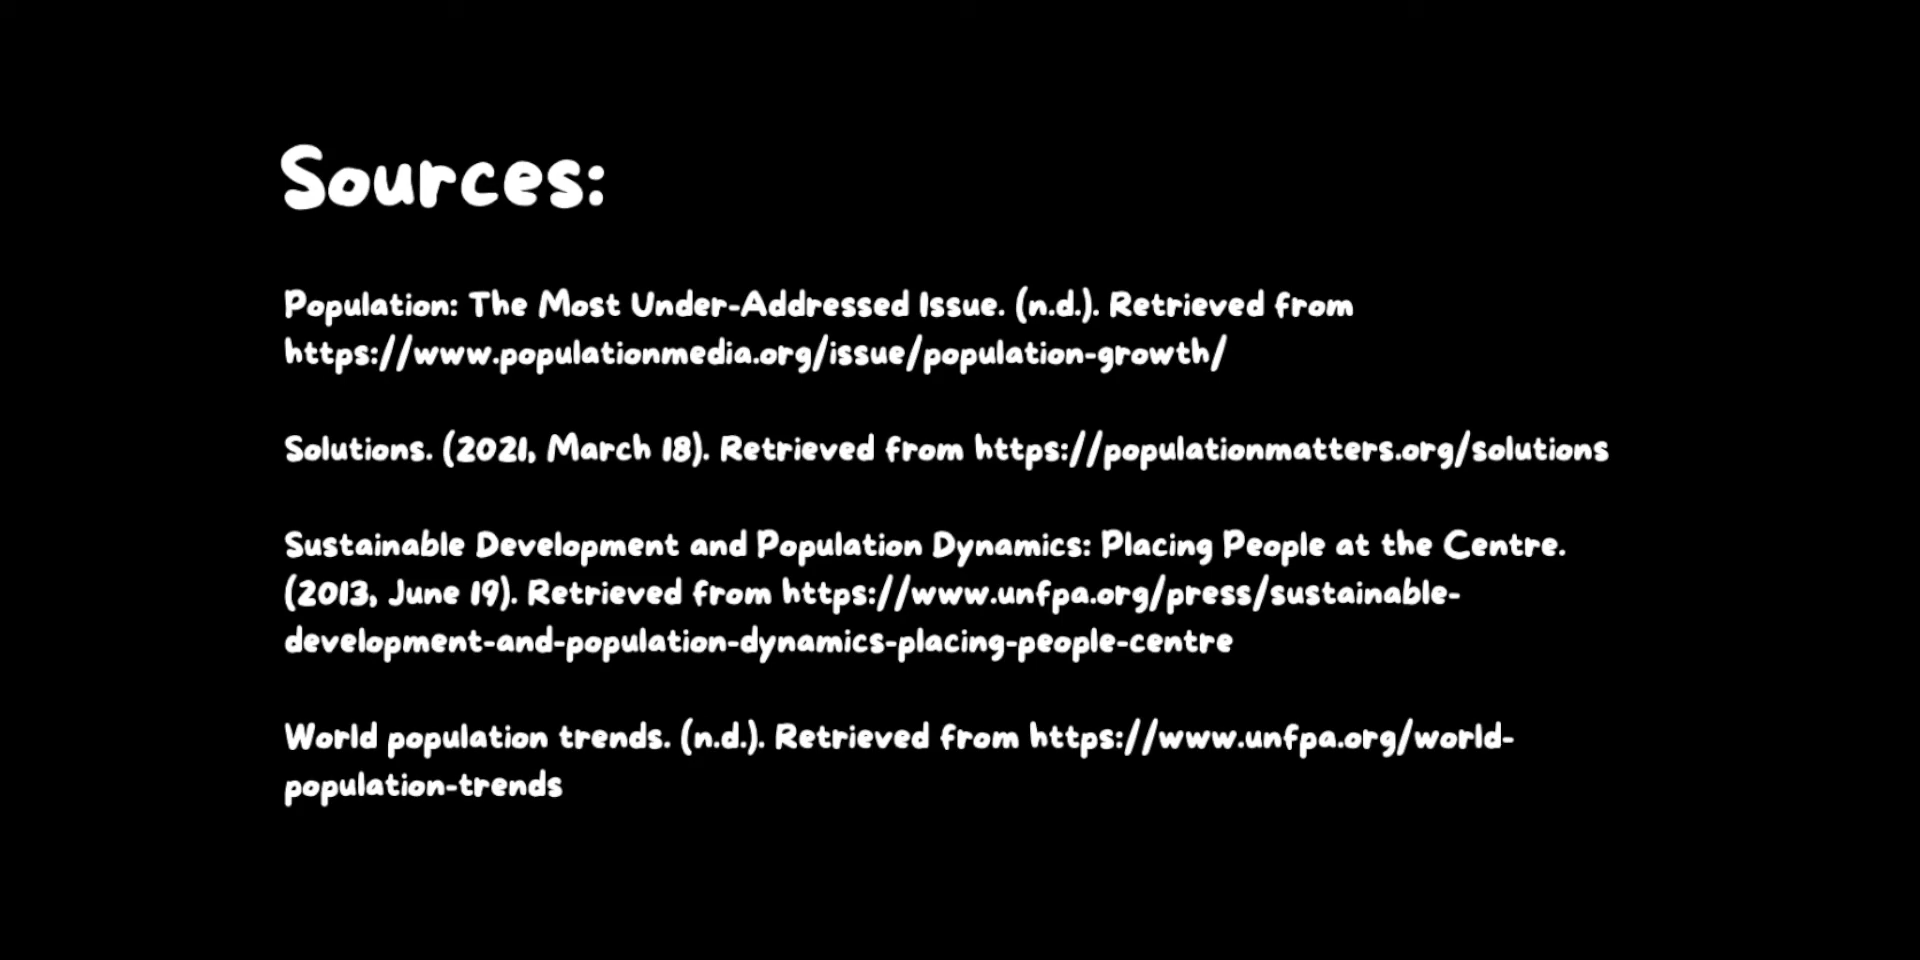 Sources:
Population: The Most Under-Addressed Issue. (n.d.). Retrieved from
https://www.populationmedia.org/issue/population-growth/
Solutions. (2021, March 18). Retrieved from https://populationmatters.org/solutions
Sustainable Development and Population Dynamics: Placing People at the Centre.
(2013, June 19). Retrieved from https://www.unfpa.org/press/sustainable-
development-and-population-dynamics-placing-people-centre
World population trends. (n.d.). Retrieved from https://www.unfpa.org/world-
population-trends